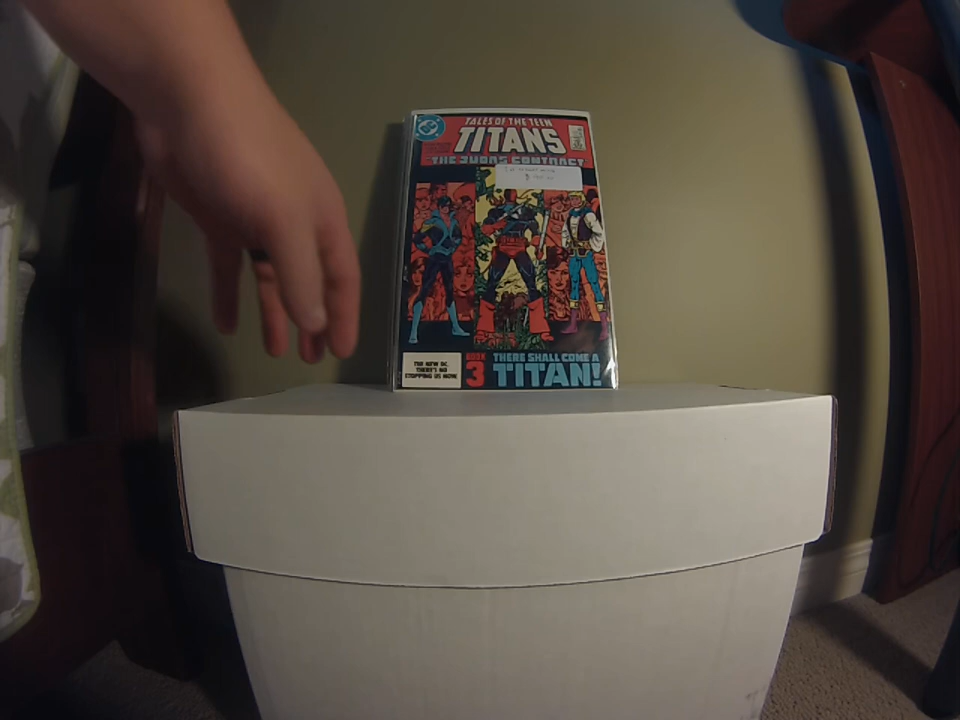 DC
TALES OF THE TEEN
TITANS
THE JUDAS CONTRACT
THE NEW DC.
THERE'S NO
STOPPING US NOW.
BOOK
3
THERE SHALL COME A
TITAN!